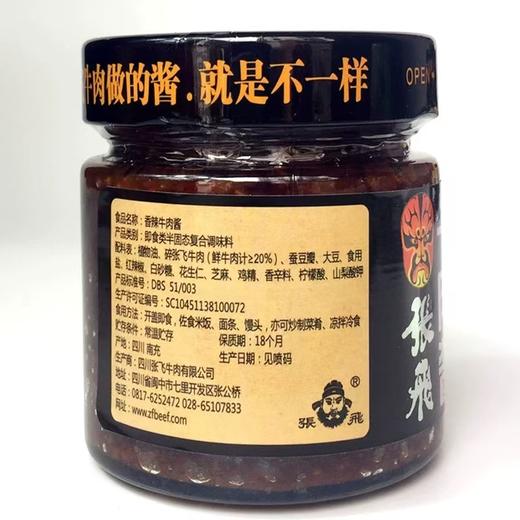 牛肉做的酱.就是不一样
OPEN
食品名称：香辣牛肉酱
产品类别：即食类半固态复合调味料
配料表：植物油、碎张飞牛肉（鲜牛肉计≥20%）、蚕豆瓣、大豆、食用
盐、红辣椒、白砂糖、花生仁、芝麻、鸡精、香辛料、柠檬酸、山梨酸钾
产品标准号：DBS 51/003
生产许可证编号：SC10451138100072
食用方法：开盖即食，佐食米饭、面条、馒头，亦可炒制菜肴、凉拌冷食
贮存条件：常温贮存 保质期：18个月
产地：四川 南充 生产日期：见喷码
生产商：四川张飞牛肉有限公司
地址：四川省阆中市七里开发区张公桥
电话：0817-6252472 028-65107833
网址：www.zfbeef.com
®
張 飛
張飛